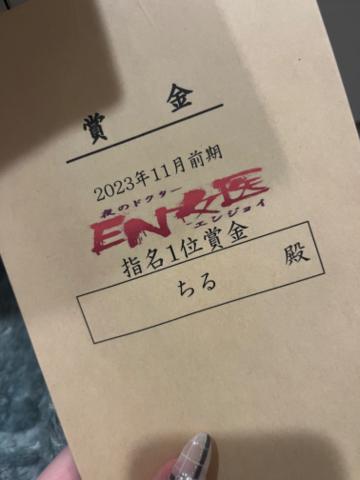 賞 金
2023年11月前期
夜のドクター
EN女医
エンジョイ
指名1位賞金
ちる 殿